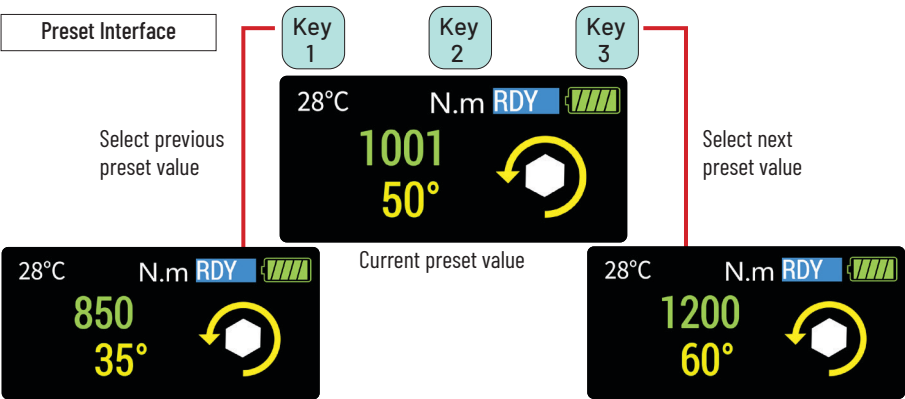 Preset Interface
Key
1
Key
2
Key
3
28°C
N.m RDY
1001
50°
Select previous
preset value
Select next
preset value
Current preset value
28°C
N.m RDY
850
35°
28°C
N.m RDY
1200
60°